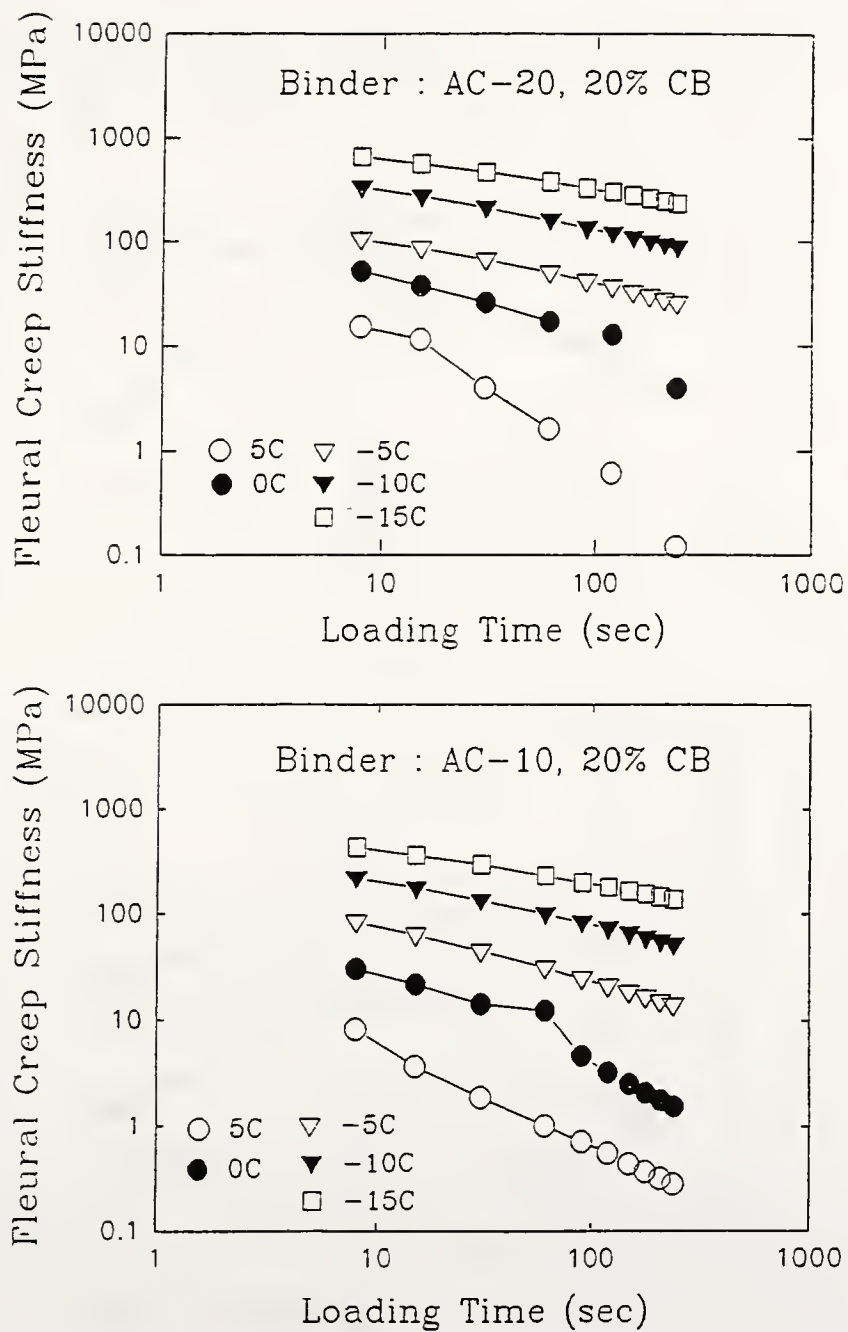 Fleural Creep Stiffness (MPa)
10000
1000
100
10
1
0.1
Binder : AC-20, 20% CB
5C
-5C
0C
-10C
-15C
1
10
100
1000
Loading Time (sec)
Fleural Creep Stiffness (MPa)
10000
1000
100
10
1
0.1
Binder : AC-10, 20% CB
5C
-5C
0C
-10C
-15C
1
10
100
1000
Loading Time (sec)